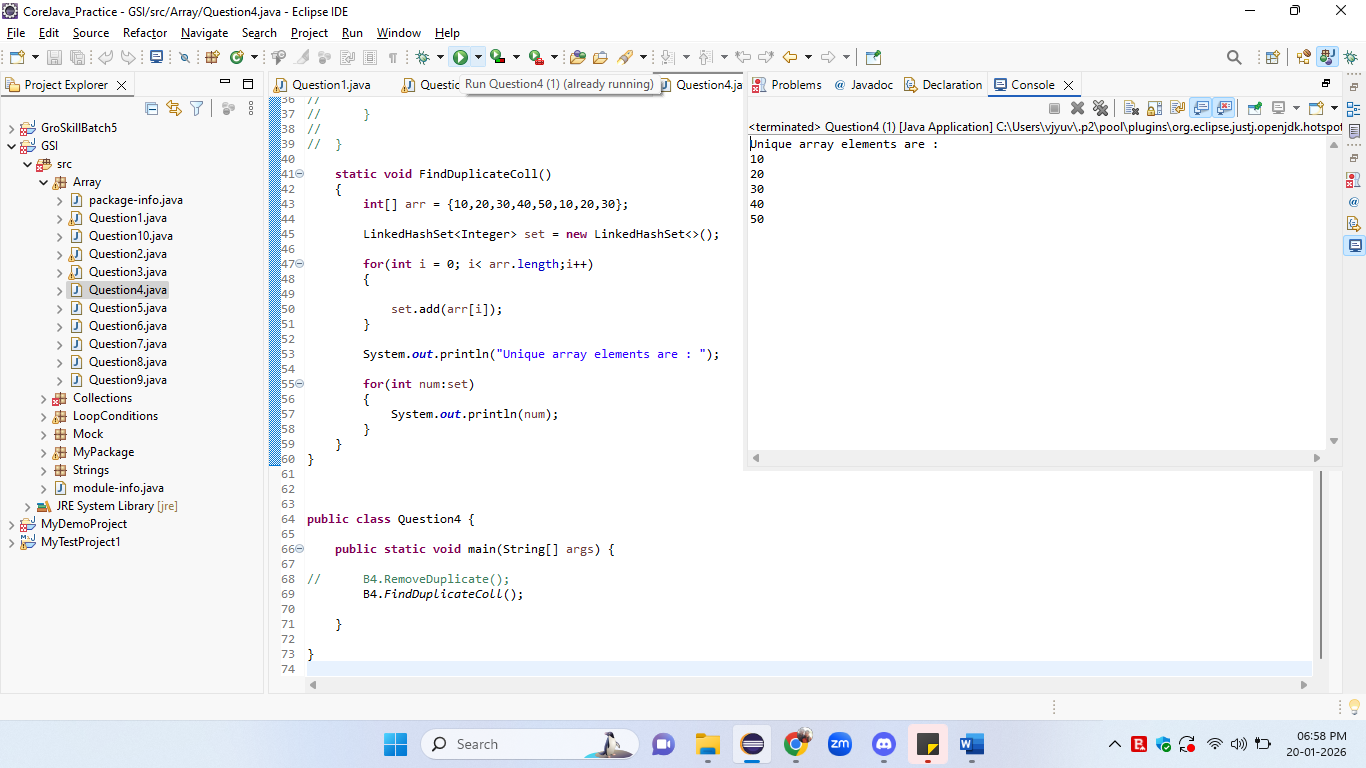 CoreJava_Practice - GSI/src/Array/Question4.java - Eclipse IDE
File Edit Source Refactor Navigate Search Project Run Window Help
Project Explorer
GroSkillBatch5
GSI
src
Array
package-info.java
Question1.java
Question10.java
Question2.java
Question3.java
Question4.java
Question5.java
Question6.java
Question7.java
Question8.java
Question9.java
Collections
LoopConditions
Mock
MyPackage
Strings
module-info.java
JRE System Library [jre]
MyDemoProject
MyTestProject1
Question1.java Questic Question4.ja
Run Question4 (1) (already running)
36 //
37 // }
38 //
39 // }
40
41 static void FindDuplicateColl()
42 {
43 int[] arr = {10,20,30,40,50,10,20,30};
44
45 LinkedHashSet<Integer> set = new LinkedHashSet<>();
46
47 for(int i = 0; i< arr.length;i++)
48 {
49
50 set.add(arr[i]);
51 }
52
53 System.out.println("Unique array elements are : ");
54
55 for(int num:set)
56 {
57 System.out.println(num);
58 }
59 }
60 }
61
62
63
64 public class Question4 {
65
66 public static void main(String[] args) {
67
68 // B4.RemoveDuplicate();
69 B4.FindDuplicateColl();
70
71 }
72
73 }
74
Problems Javadoc Declaration Console
<terminated> Question4 (1) [Java Application] C:\Users\vjyuv\.p2\pool\plugins\org.eclipse.justj.openjdk.hotspot
Unique array elements are :
10
20
30
40
50
Search
zm
06:58 PM
20-01-2026